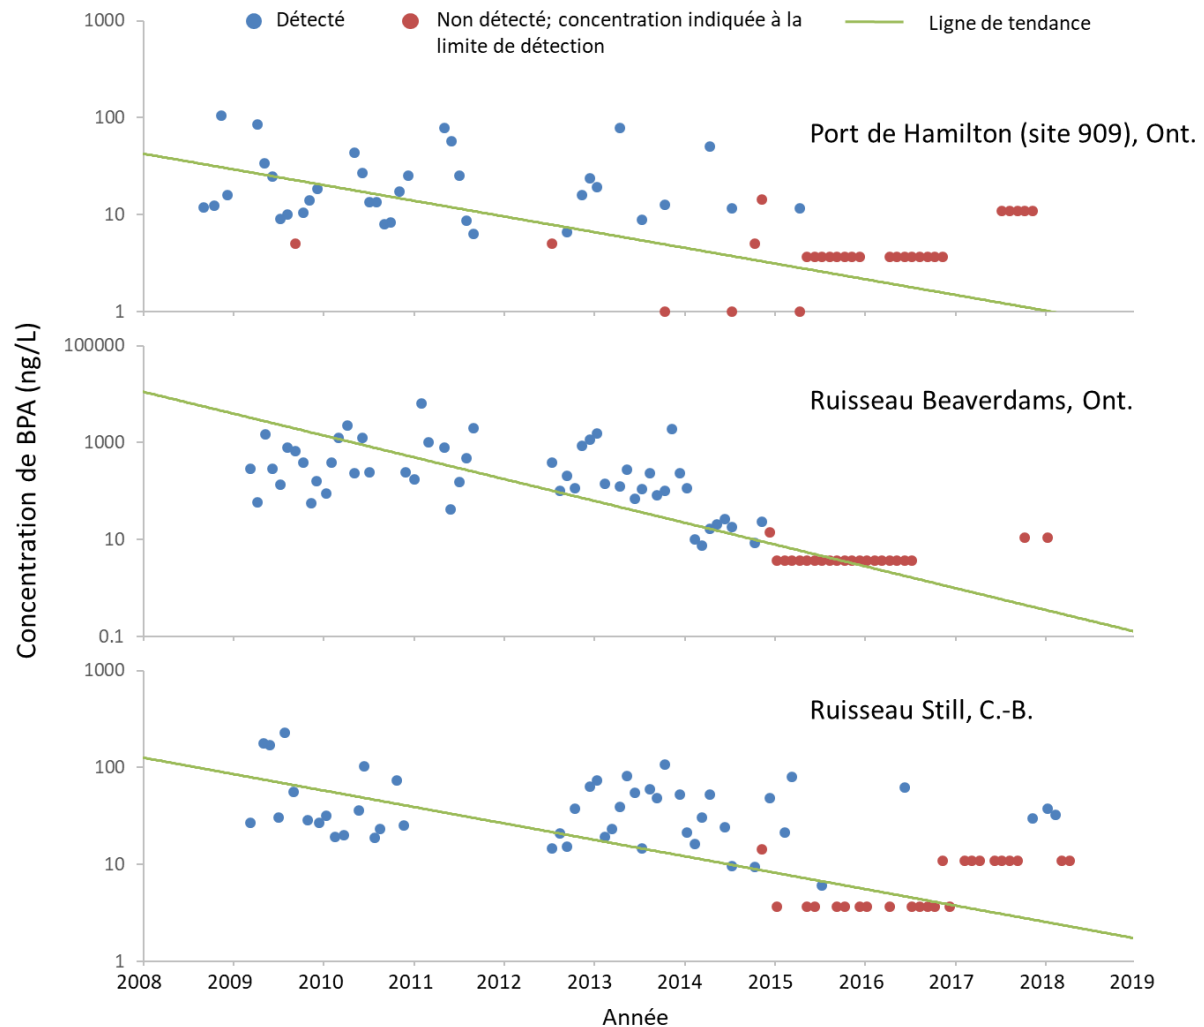 Détecté
Non détecté; concentration indiquée à la
limite de détection
Ligne de tendance
1000
100
10
1
Port de Hamilton (site 909), Ont.
Concentration de BPA (ng/L)
100000
1000
10
0.1
Ruisseau Beaverdams, Ont.
1000
100
10
1
Ruisseau Still, C.-B.
2008 2009 2010 2011 2012 2013 2014 2015 2016 2017 2018 2019
Année